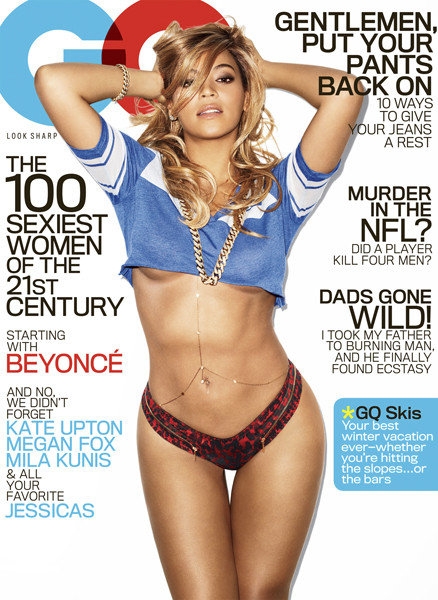 GQ
LOOK SHARP
GENTLEMEN,
PUT YOUR
PANTS
BACK ON
10 WAYS
TO GIVE
YOUR JEANS
A REST
THE
100
SEXIEST
WOMEN
OF THE
21ST
CENTURY
STARTING
WITH
BEYONCÉ
AND NO,
WE DIDN'T
FORGET
KATE UPTON
MEGAN FOX
MILA KUNIS
& ALL
YOUR
FAVORITE
JESSICAS
MURDER
IN THE
NFL?
DID A PLAYER
KILL FOUR MEN?
DADS GONE
WILD!
I TOOK MY FATHER
TO BURNING MAN,
AND HE FINALLY
FOUND ECSTASY
*GQ Skis
Your best
winter vacation
ever–whether
you're hitting
the slopes...or
the bars